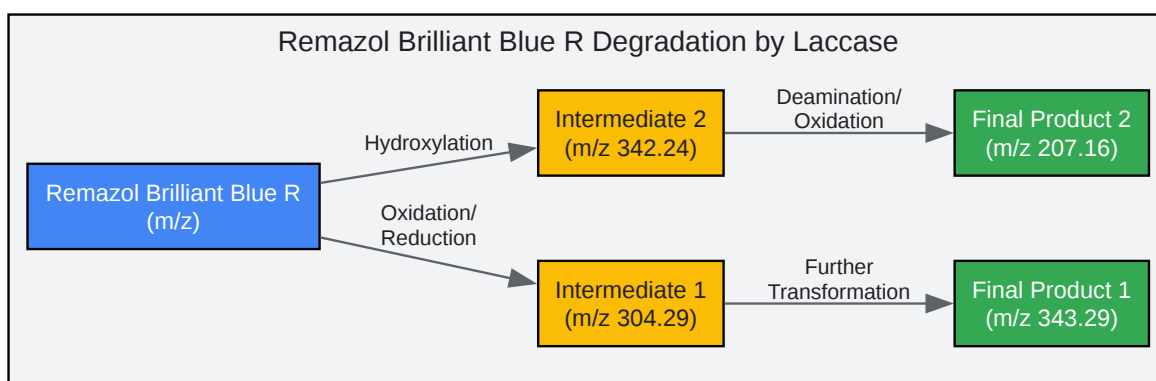 Remazol Brilliant Blue R Degradation by Laccase
Remazol Brilliant Blue R
(m/z)
Hydroxylation
Intermediate 2
(m/z 342.24)
Deamination/
Oxidation
Final Product 2
(m/z 207.16)
Oxidation/
Reduction
Intermediate 1
(m/z 304.29)
Further
Transformation
Final Product 1
(m/z 343.29)